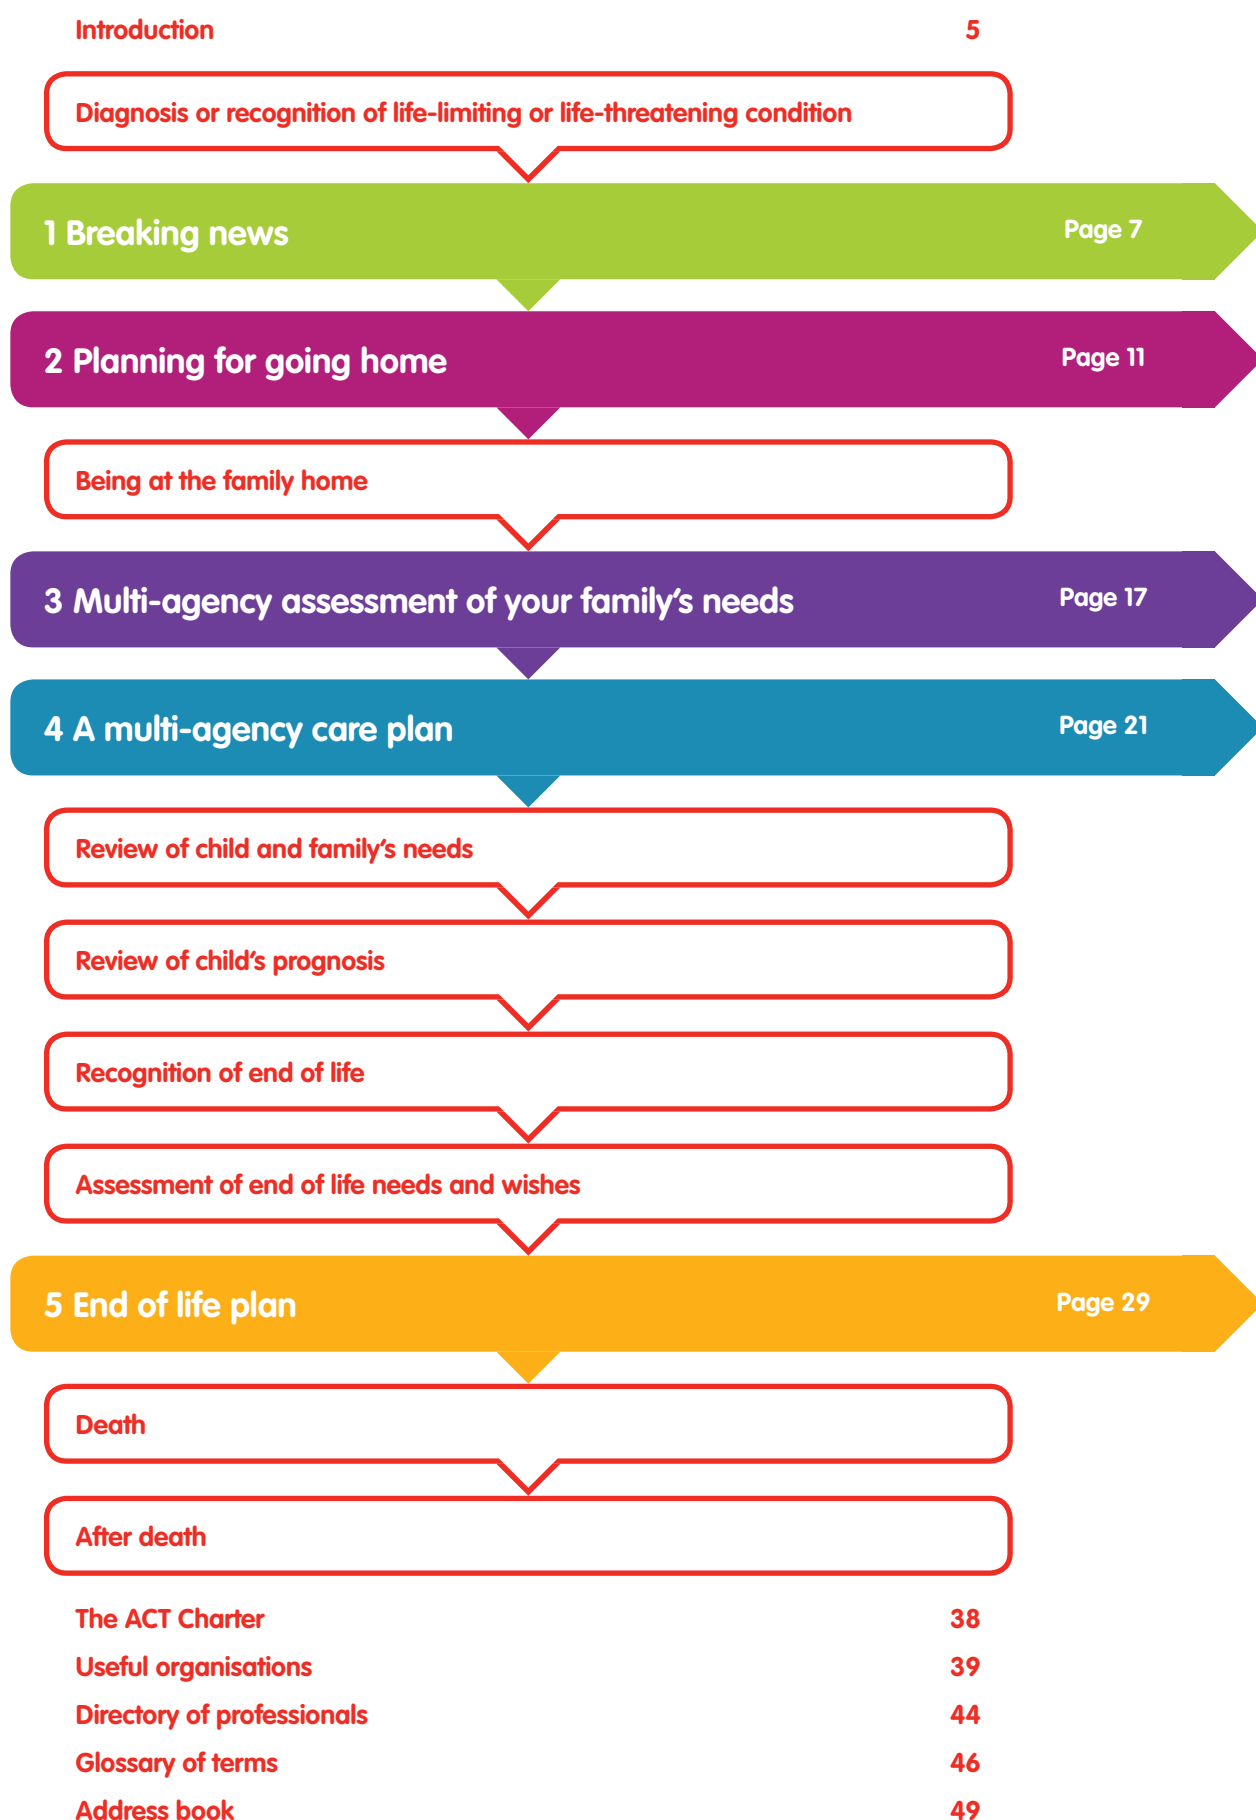 Introduction 5
Diagnosis or recognition of life-limiting or life-threatening condition
1 Breaking news Page 7
2 Planning for going home Page 11
Being at the family home
3 Multi-agency assessment of your family’s needs Page 17
4 A multi-agency care plan Page 21
Review of child and family’s needs
Review of child’s prognosis
Recognition of end of life
Assessment of end of life needs and wishes
5 End of life plan Page 29
Death
After death
The ACT Charter 38
Useful organisations 39
Directory of professionals 44
Glossary of terms 46
Address book 49